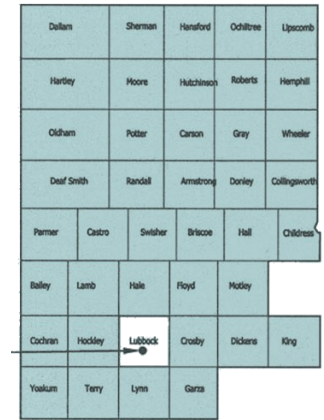 Dallam Sherman Hansford Ochiltree Lipscomb
Hartley Moore Hutchinson Roberts Hemphill
Oldham Potter Carson Gray Wheeler
Deaf Smith Randall Armstrong Donley Collingsworth
Parmer Castro Swisher Briscoe Hall Childress
Bailey Lamb Hale Floyd Motley
Cochran Hockley Lubbock Crosby Dickens King
Yoakum Terry Lynn Garza